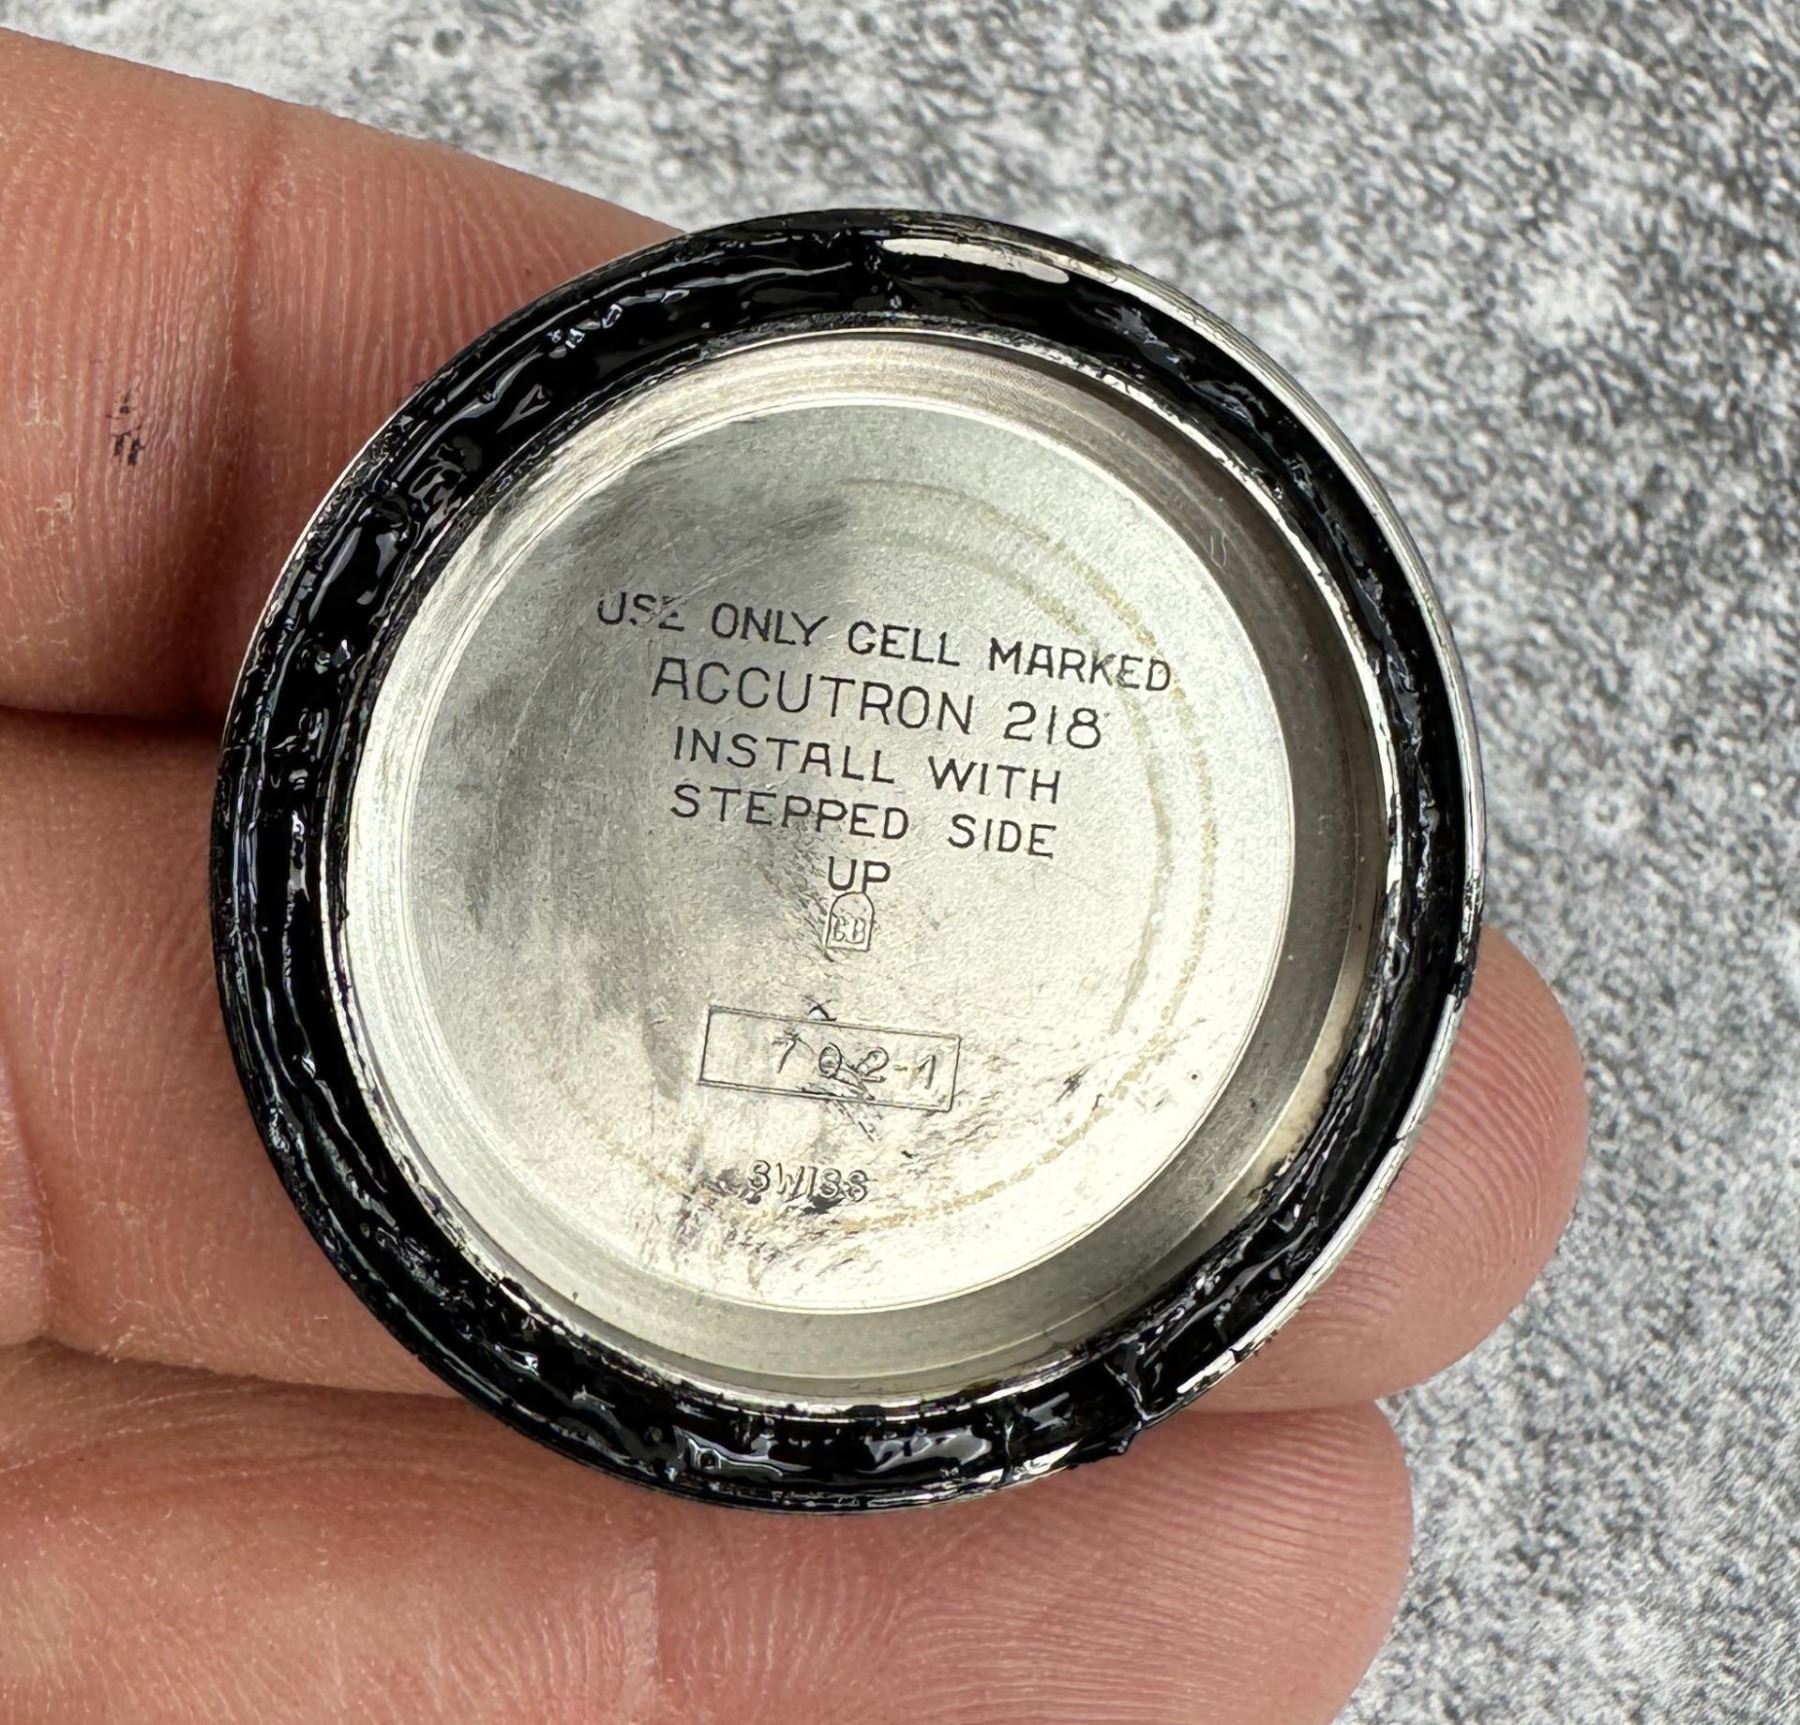 USE ONLY CELL MARKED
ACCUTRON 218
INSTALL WITH
STEPPED SIDE
UP
702-1
SWISS